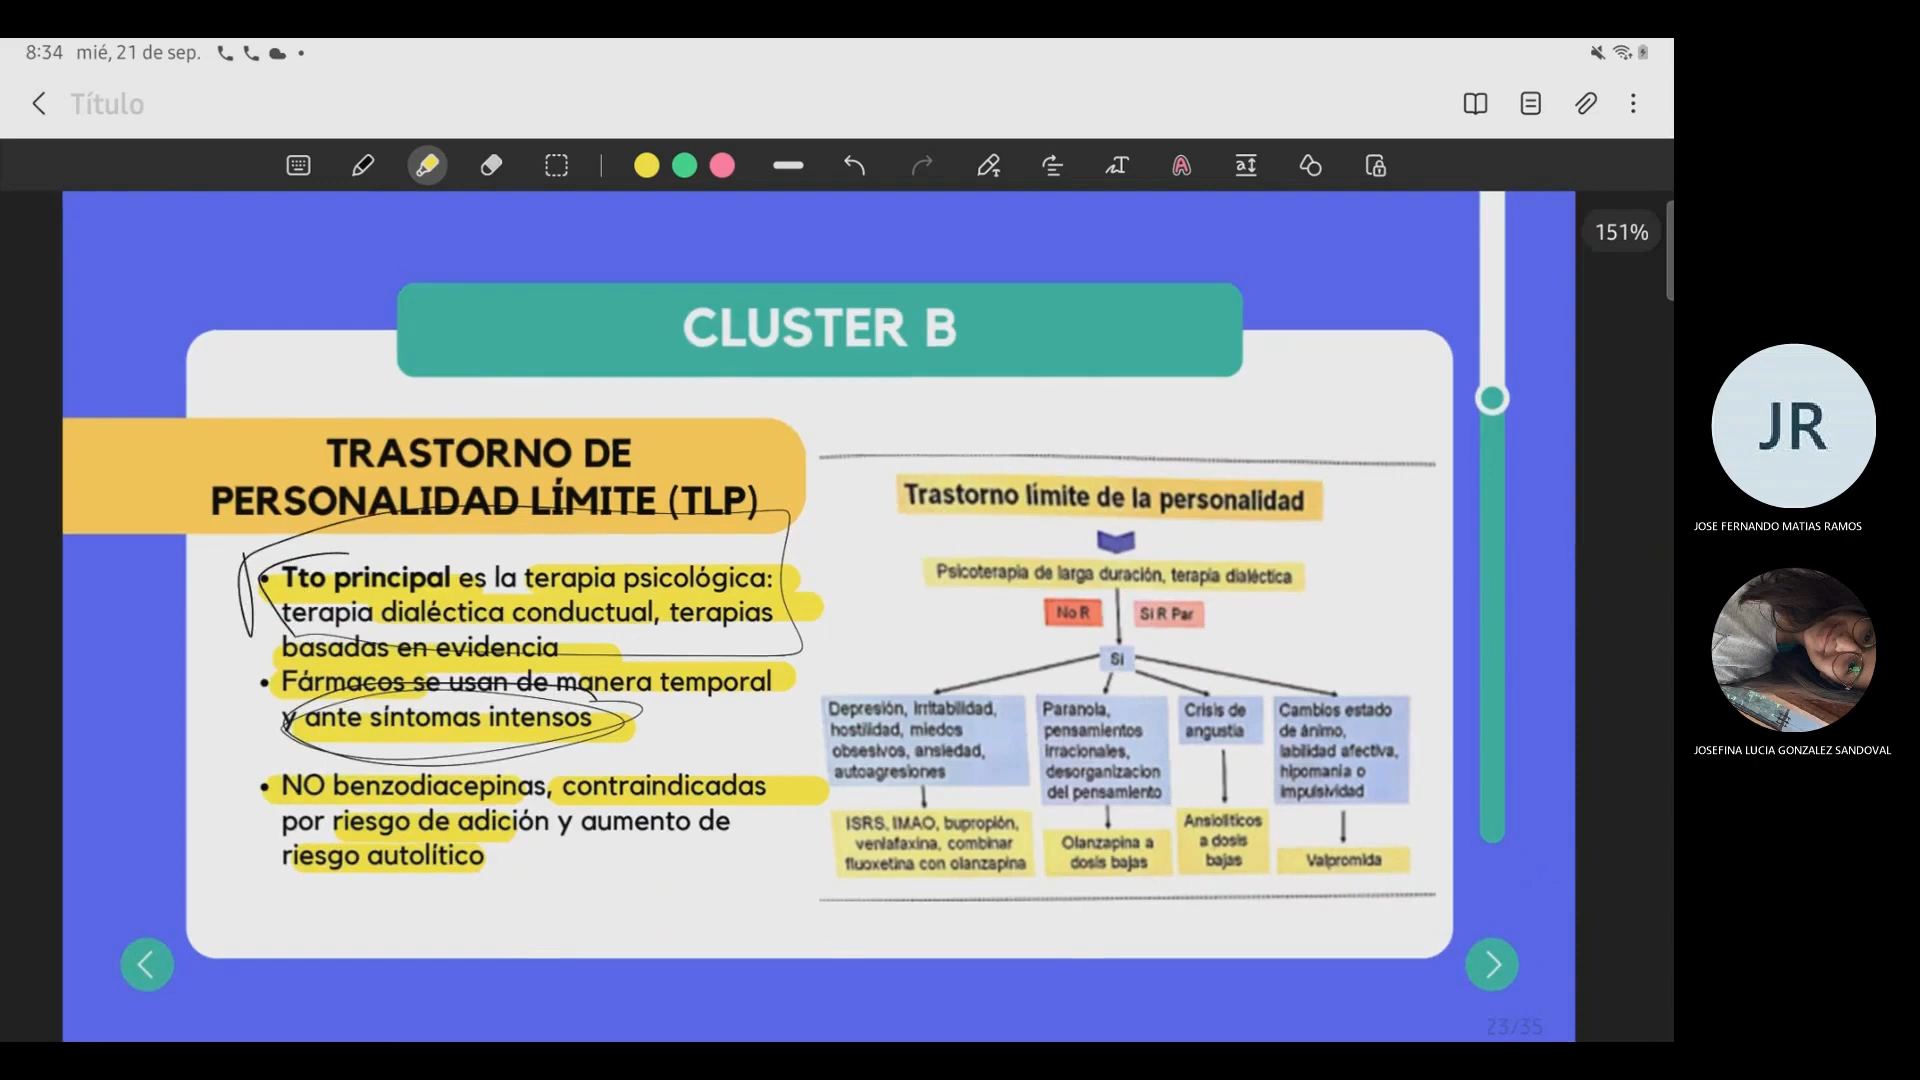 8:34 mié, 21 de sep.
Título
151%
CLUSTER B
TRASTORNO DE
PERSONALIDAD LÍMITE (TLP)
• Tto principal es la terapia psicológica:
terapia dialéctica conductual, terapias
basadas en evidencia
• Fármacos se usan de manera temporal
y ante síntomas intensos
• NO benzodiacepinas, contraindicadas
por riesgo de adición y aumento de
riesgo autolítico
Trastorno límite de la personalidad
Psicoterapia de larga duración, terapia dialéctica
No R
Si R Par
Si
Depresión, irritabilidad,
hostilidad, miedos
obsesivos, ansiedad,
autoagresiones
ISRS, IMAO, bupropión,
venlafaxina, combinar
fluoxetina con olanzapina
Paranoia,
pensamientos
irracionales,
desorganizacion
del pensamiento
Olanzapina a
dosis bajas
Crisis de
angustia
Ansiolíticos
a dosis
bajas
Cambios estado
de ánimo,
labilidad afectiva,
hipomanía o
impulsividad
Valpromida
23/35
JR
JOSE FERNANDO MATIAS RAMOS
JOSEFINA LUCIA GONZALEZ SANDOVAL